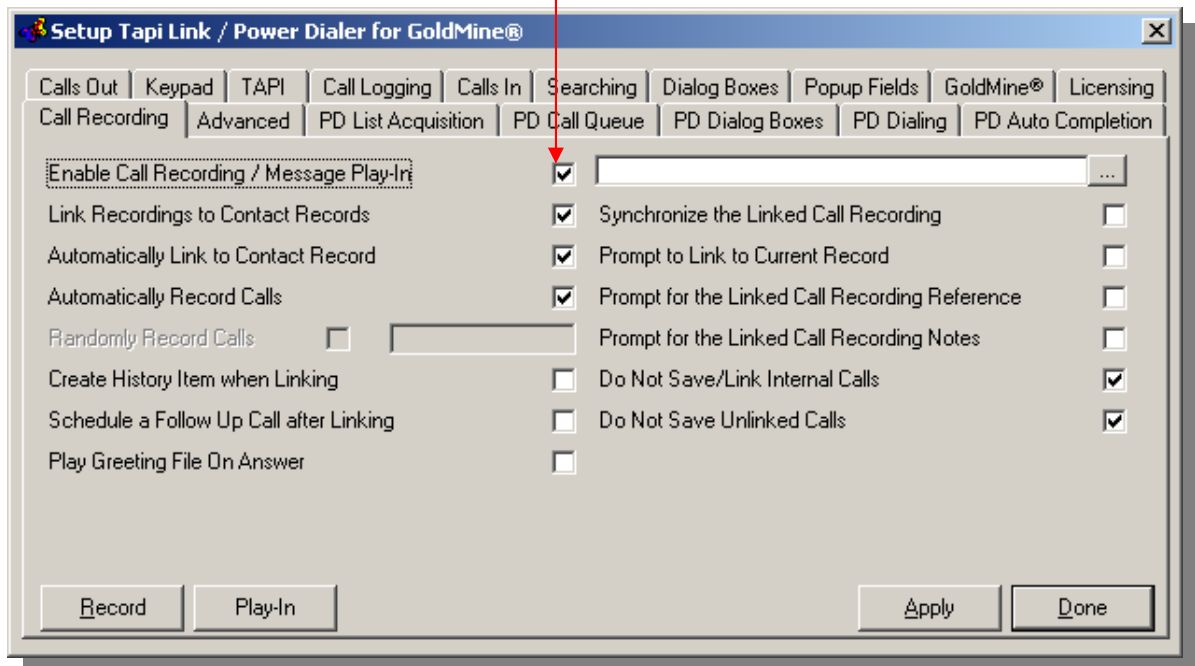 Setup Tapi Link / Power Dialer for GoldMine®
Calls Out Keypad TAPI Call Logging Calls In Searching Dialog Boxes Popup Fields GoldMine® Licensing
Call Recording Advanced PD List Acquisition PD Call Queue PD Dialog Boxes PD Dialing PD Auto Completion
Enable Call Recording / Message Play-In ...
Link Recordings to Contact Records Synchronize the Linked Call Recording
Automatically Link to Contact Record Prompt to Link to Current Record
Automatically Record Calls Prompt for the Linked Call Recording Reference
Randomly Record Calls Prompt for the Linked Call Recording Notes
Create History Item when Linking Do Not Save/Link Internal Calls
Schedule a Follow Up Call after Linking Do Not Save Unlinked Calls
Play Greeting File On Answer
Record Play-In Apply Done